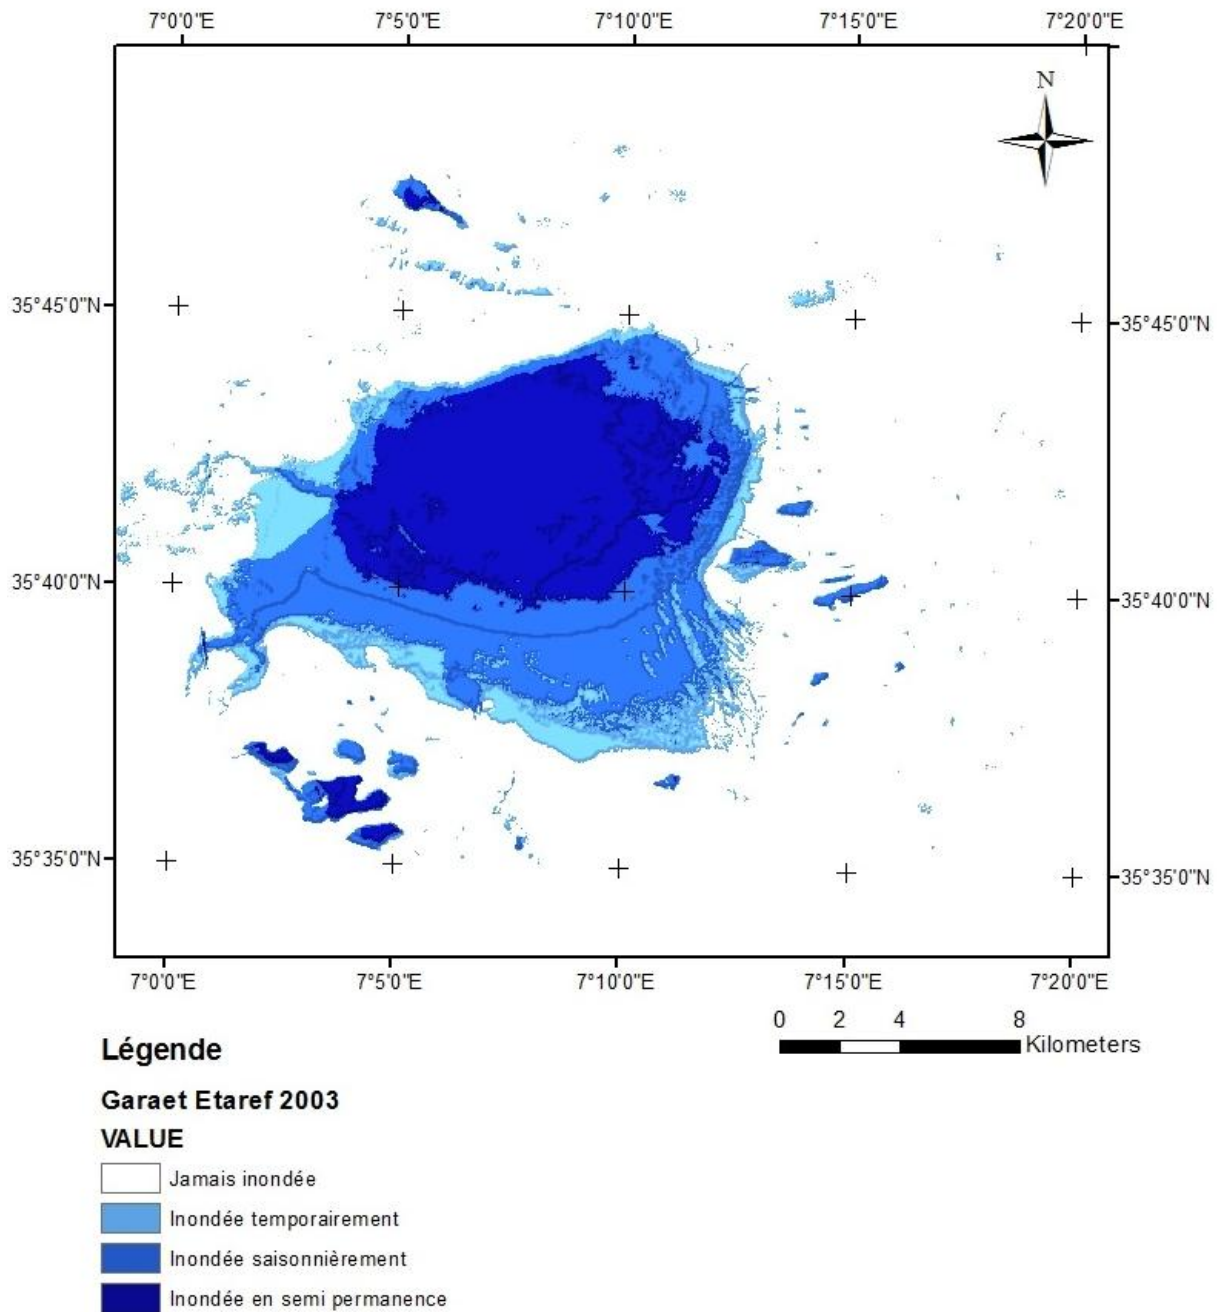 7°0'0"E 7°5'0"E 7°10'0"E 7°15'0"E 7°20'0"E
N
35°45'0"N 35°45'0"N
35°40'0"N 35°40'0"N
35°35'0"N 35°35'0"N
7°0'0"E 7°5'0"E 7°10'0"E 7°15'0"E 7°20'0"E
0 2 4 8
Kilometers
Légende
Garaet Etaref 2003
VALUE
Jamais inondée
Inondée temporairement
Inondée saisonnièrement
Inondée en semi permanence